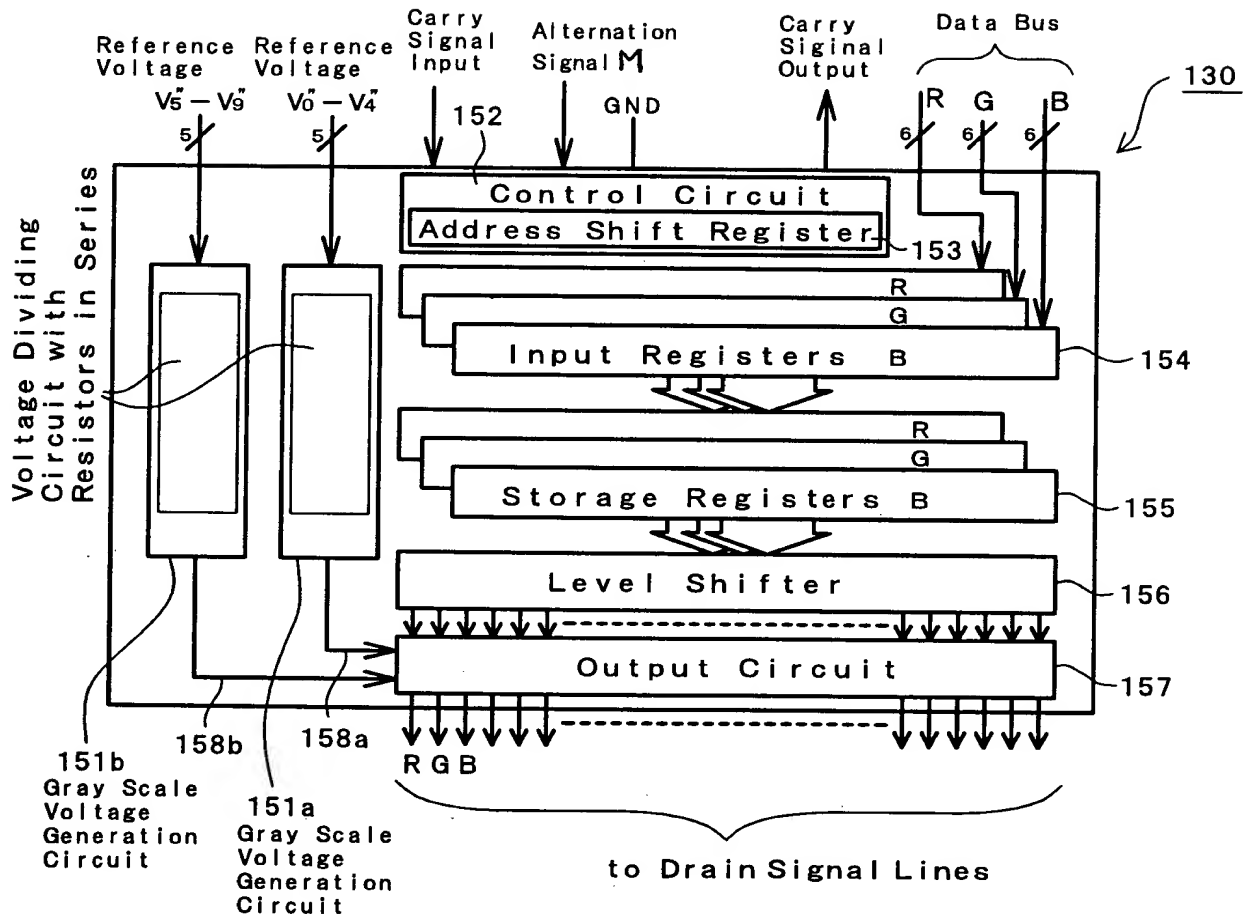 Reference
Voltage
V5"−V9"
5
Reference
Voltage
V0"−V4"
5
Carry
Signal
Input
Alternation
Signal M
GND
Carry
Siginal
Output
Data Bus
R G B
6 6 6
130
152
Control Circuit
Address Shift Register
153
Voltage Dividing
Circuit with
Resistors in Series
R
G
Input Registers B
154
R
G
Storage Registers B
155
Level Shifter
156
Output Circuit
157
158b
158a
R G B
151b
Gray Scale
Voltage
Generation
Circuit
151a
Gray Scale
Voltage
Generation
Circuit
to Drain Signal Lines